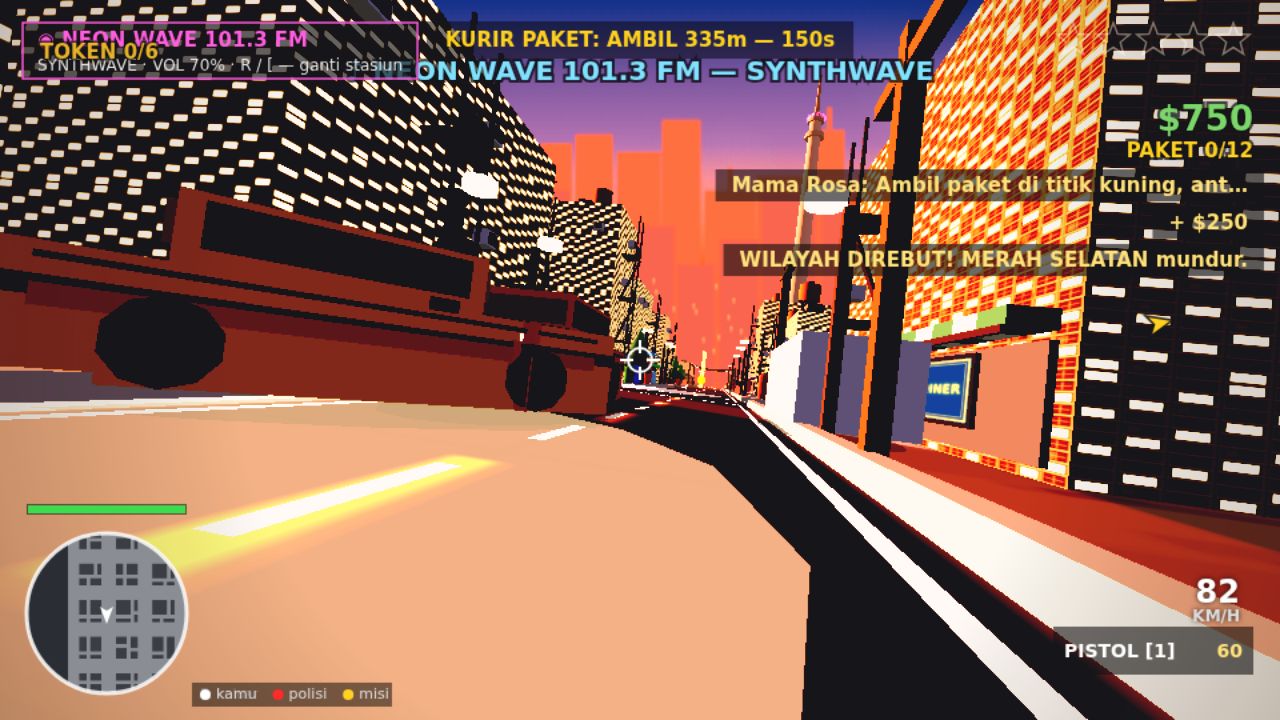 NEON WAVE 101.3 FM
TOKEN 0/6
SYNTHWAVE · VOL 70% · R / [ — ganti stasiun
KURIR PAKET: AMBIL 335m — 150s
ON WAVE 101.3 FM — SYNTHWAVE
$750
PAKET 0/12
Mama Rosa: Ambil paket di titik kuning, ant…
+ $250
WILAYAH DIREBUT! MERAH SELATAN mundur.
NER
82
KM/H
PISTOL [1] 60
kamu polisi misi